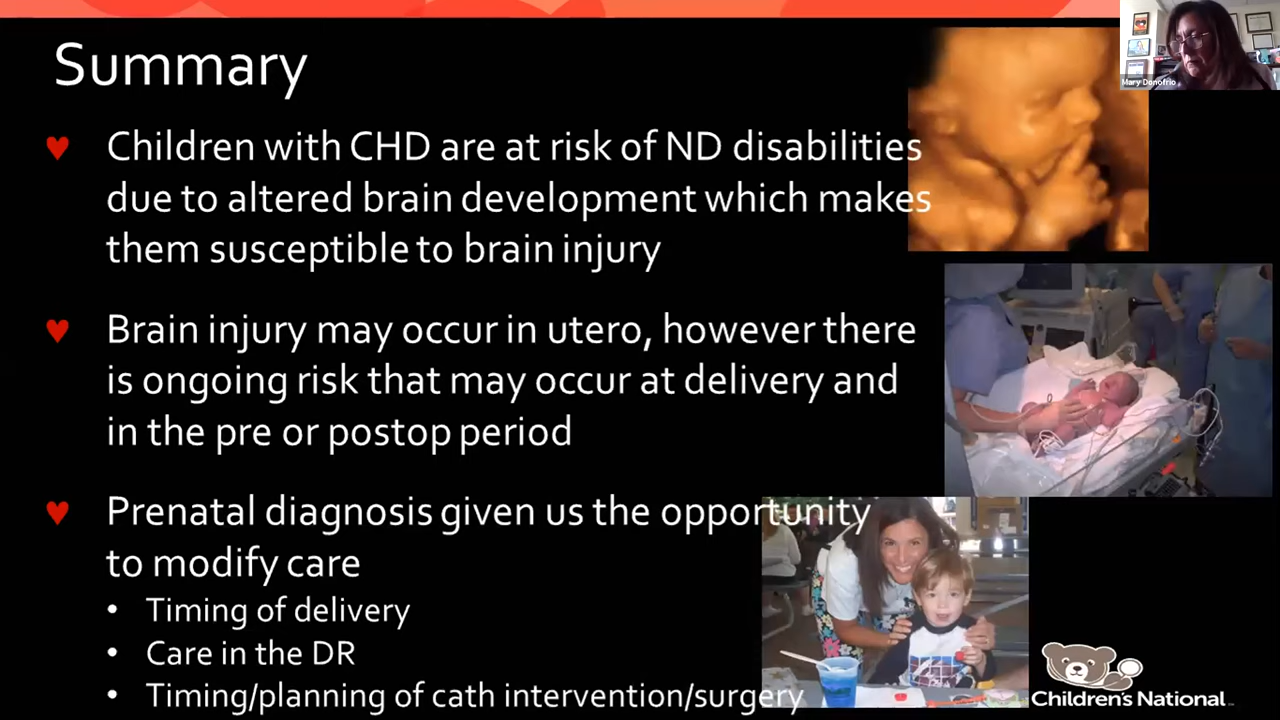 Summary
Mary Donofrio
♥ Children with CHD are at risk of ND disabilities
due to altered brain development which makes
them susceptible to brain injury
♥ Brain injury may occur in utero, however there
is ongoing risk that may occur at delivery and
in the pre or postop period
♥ Prenatal diagnosis given us the opportunity
to modify care
• Timing of delivery
• Care in the DR
• Timing/planning of cath intervention/surgery
Children's National